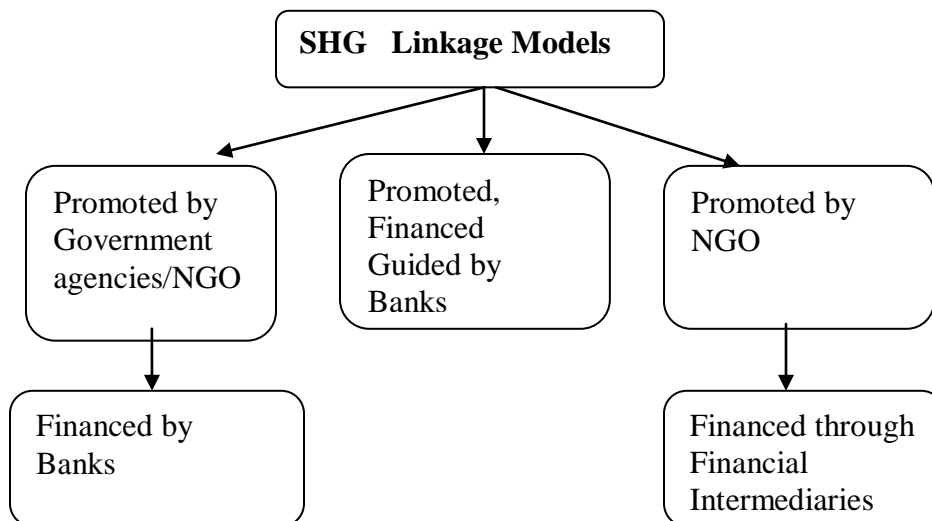 SHG Linkage Models
Promoted by
Government
agencies/NGO
Promoted,
Financed
Guided by
Banks
Promoted by
NGO
Financed by
Banks
Financed through
Financial
Intermediaries